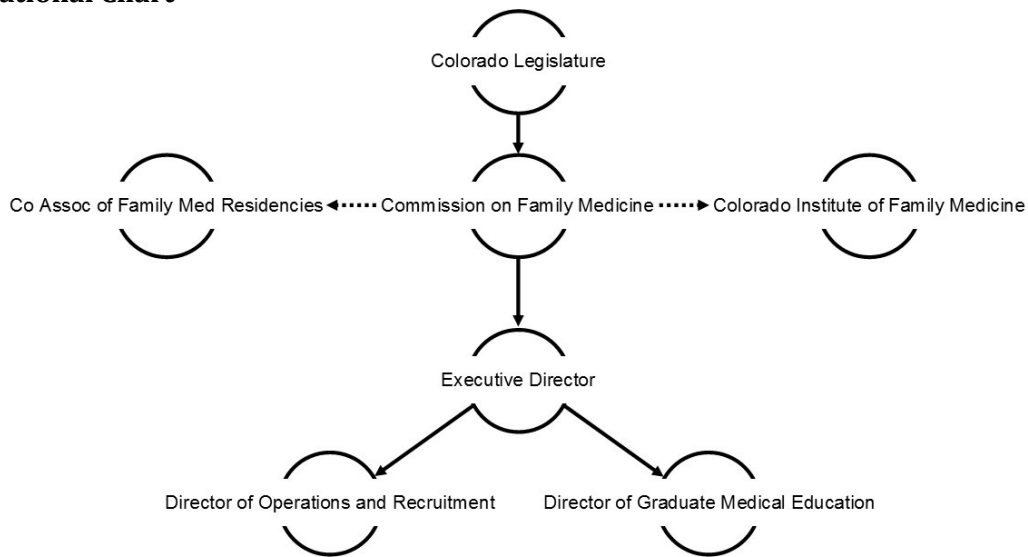 Colorado Legislature
Co Assoc of Family Med Residencies Commission on Family Medicine Colorado Institute of Family Medicine
Executive Director
Director of Operations and Recruitment Director of Graduate Medical Education